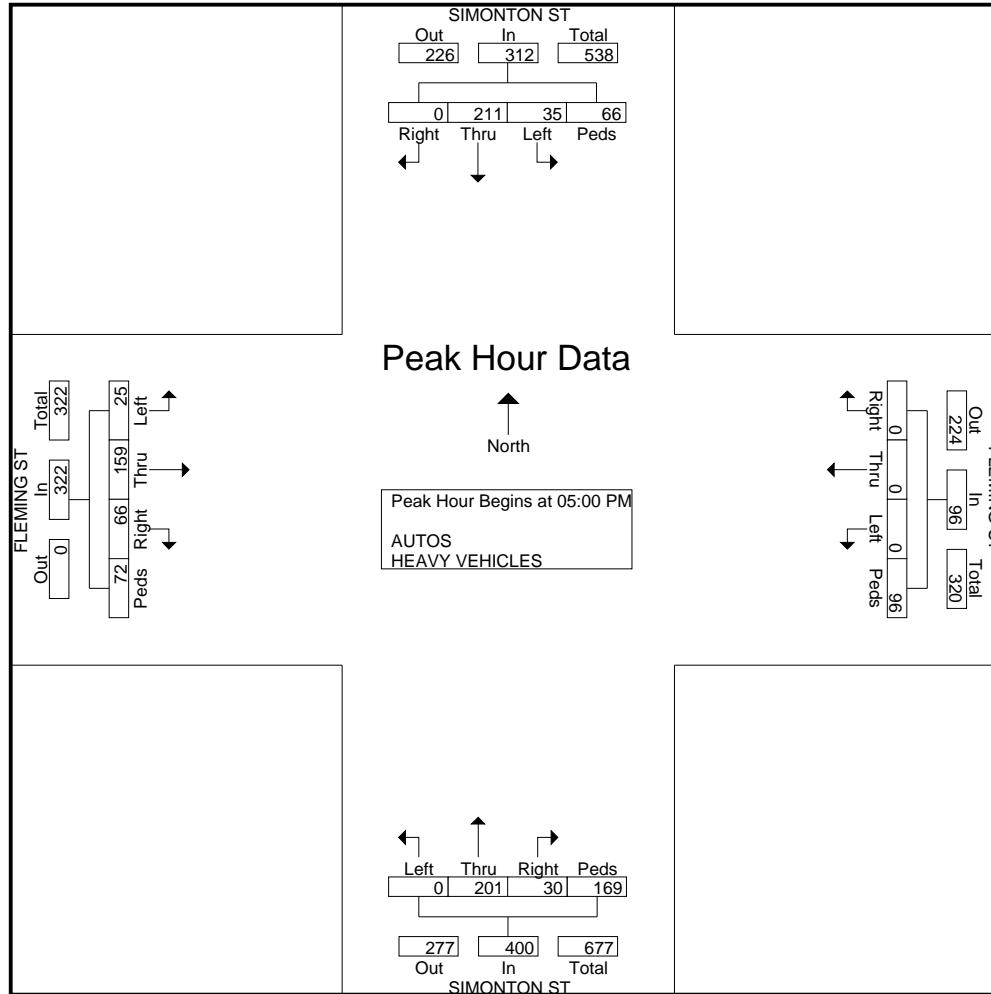 SIMONTON ST
Out In Total
226 312 538
0 211 35 66
Right Thru Left Peds
Peak Hour Data
North
Peak Hour Begins at 05:00 PM
AUTOS
HEAVY VEHICLES
FLEMING ST
Total In Out
322 322 0
25 159 66 72
Left Thru Right Peds
Right Thru Left Peds
0 0 0 96
Out In Total
224 96 320
Left Thru Right Peds
0 201 30 169
277 400 677
Out In Total
SIMONTON ST